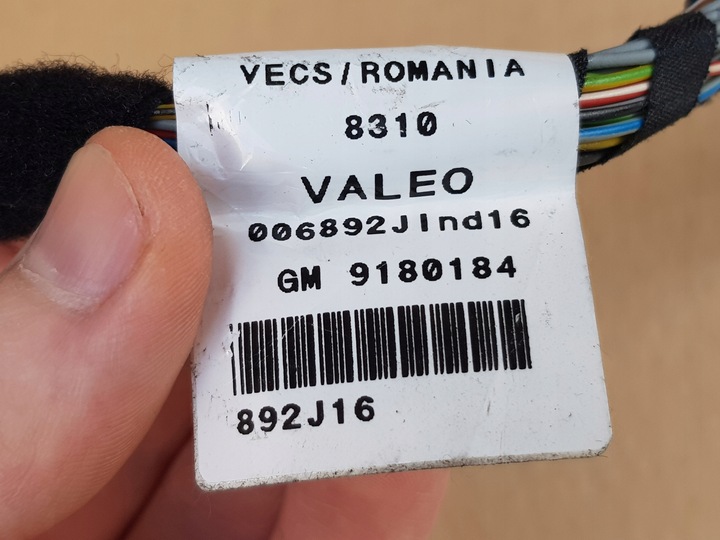 VECS/ROMANIA
8310
VALEO
006892JInd16
GM 9180184
892J16